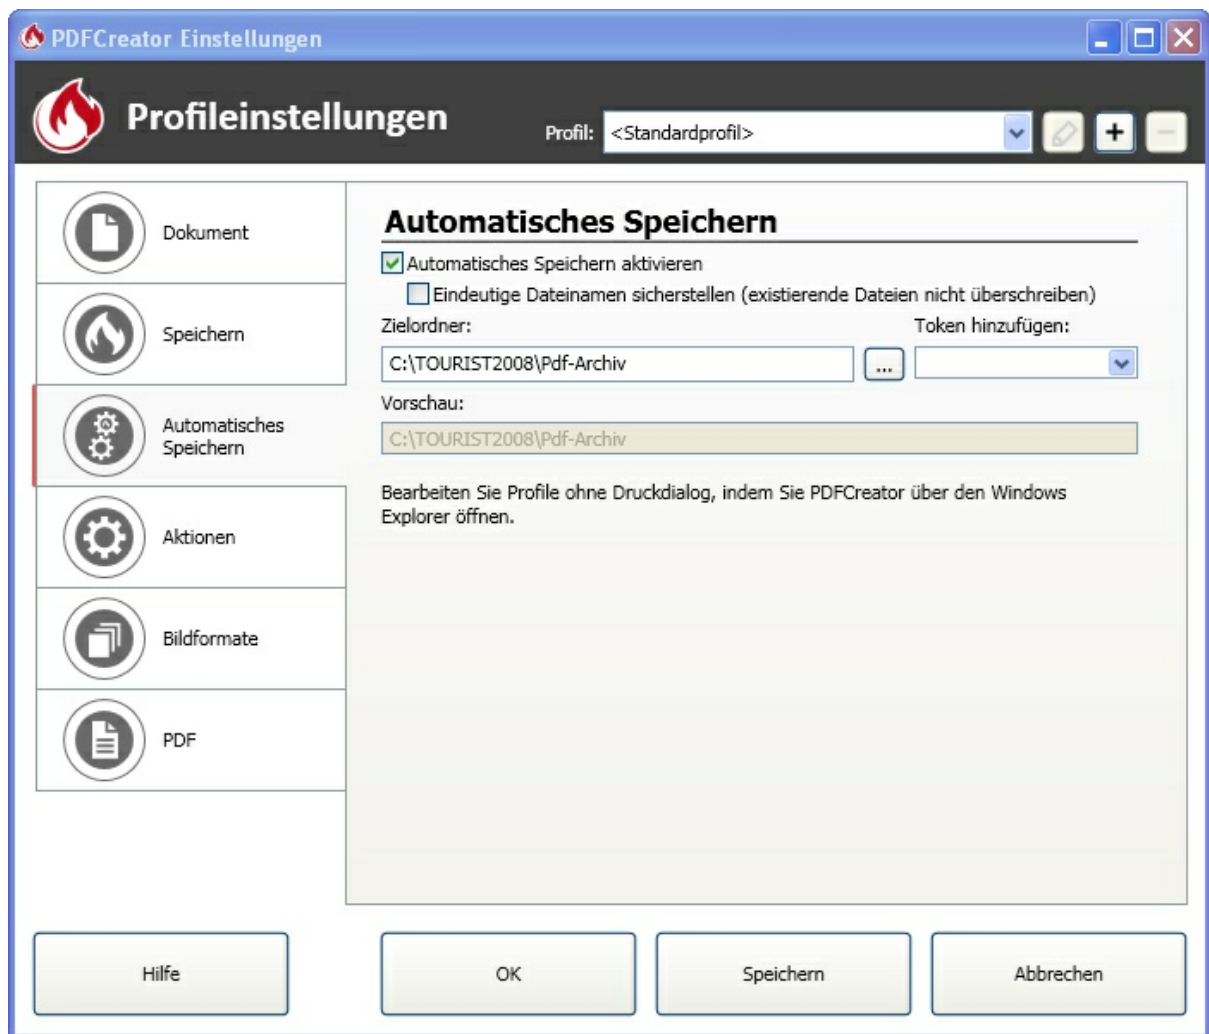 PDFCreator Einstellungen
Profileinstellungen
Profil: <Standardprofil>
Dokument
Speichern
Automatisches
Speichern
Aktionen
Bildformate
PDF
Automatisches Speichern
Automatisches Speichern aktivieren
Eindeutige Dateinamen sicherstellen (existierende Dateien nicht überschreiben)
Zielordner: Token hinzufügen:
C:\TOURIST2008\Pdf-Archiv ...
Vorschau:
C:\TOURIST2008\Pdf-Archiv
Bearbeiten Sie Profile ohne Druckdialog, indem Sie PDFCreator über den Windows
Explorer öffnen.
Hilfe OK Speichern Abbrechen